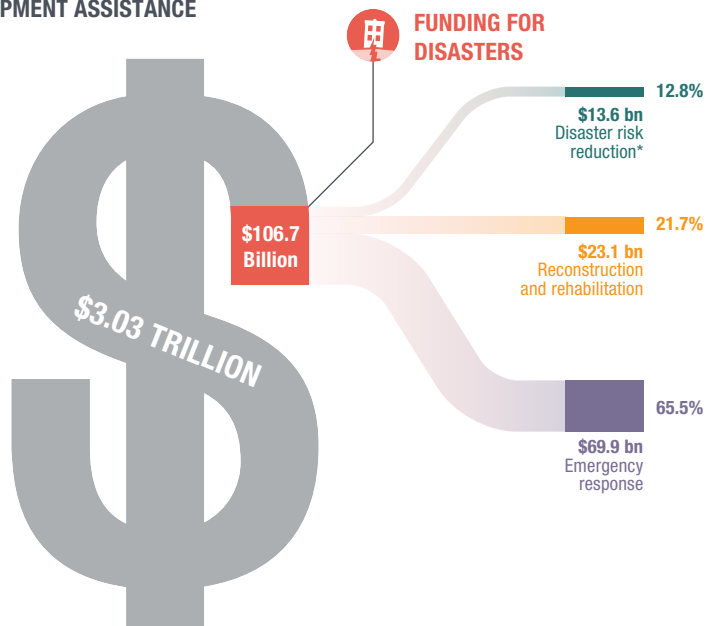 PMENT ASSISTANCE
FUNDING FOR
DISASTERS
12.8%
$13.6 bn
Disaster risk
reduction*
$106.7
Billion
21.7%
$23.1 bn
Reconstruction
and rehabilitation
$3.03 TRILLION
65.5%
$69.9 bn
Emergency
response